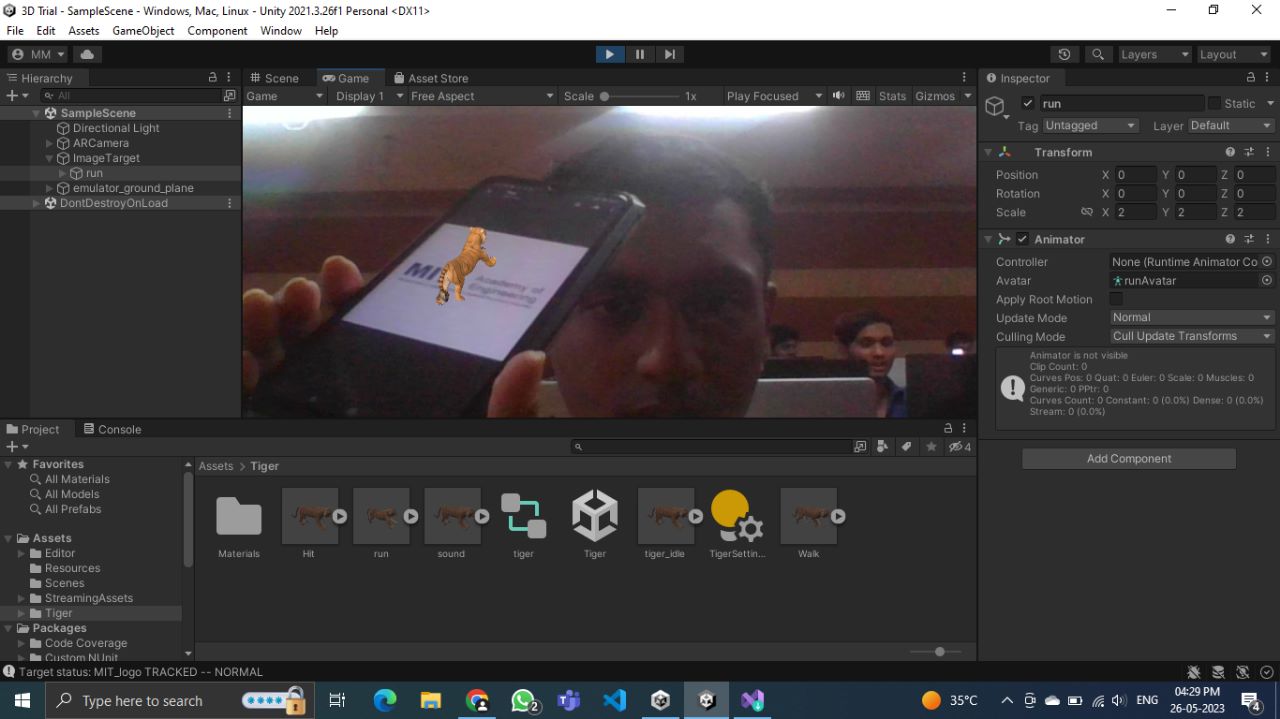 3D Trial - SampleScene - Windows, Mac, Linux - Unity 2021.3.26f1 Personal <DX11>
File Edit Assets GameObject Component Window Help
MM Layers Layout
Hierarchy
All
SampleScene
Directional Light
ARCamera
ImageTarget
run
emulator_ground_plane
DontDestroyOnLoad
Scene Game Asset Store
Game Display 1 Free Aspect Scale 1x Play Focused Stats Gizmos
Academy of
Engineering
Inspector
run Static
Tag Untagged Layer Default
Transform
Position X 0 Y 0 Z 0
Rotation X 0 Y 0 Z 0
Scale X 2 Y 2 Z 2
Animator
Controller None (Runtime Animator Co
Avatar runAvatar
Apply Root Motion
Update Mode Normal
Culling Mode Cull Update Transforms
Animator is not visible
Clip Count: 0
Curves Pos: 0 Quat: 0 Euler: 0 Scale: 0 Muscles: 0
Generic: 0 PPtr: 0
Curves Count: 0 Constant: 0 (0.0%) Dense: 0 (0.0%)
Stream: 0 (0.0%)
Add Component
Project Console
4
Favorites
All Materials
All Models
All Prefabs
Assets
Editor
Resources
Scenes
StreamingAssets
Tiger
Packages
Code Coverage
Custom NUnit
Assets > Tiger
Materials Hit run sound tiger Tiger tiger_idle TigerSettin... Walk
Target status: MIT_logo TRACKED -- NORMAL
Type here to search
2
35°C ENG 04:29 PM
26-05-2023
4